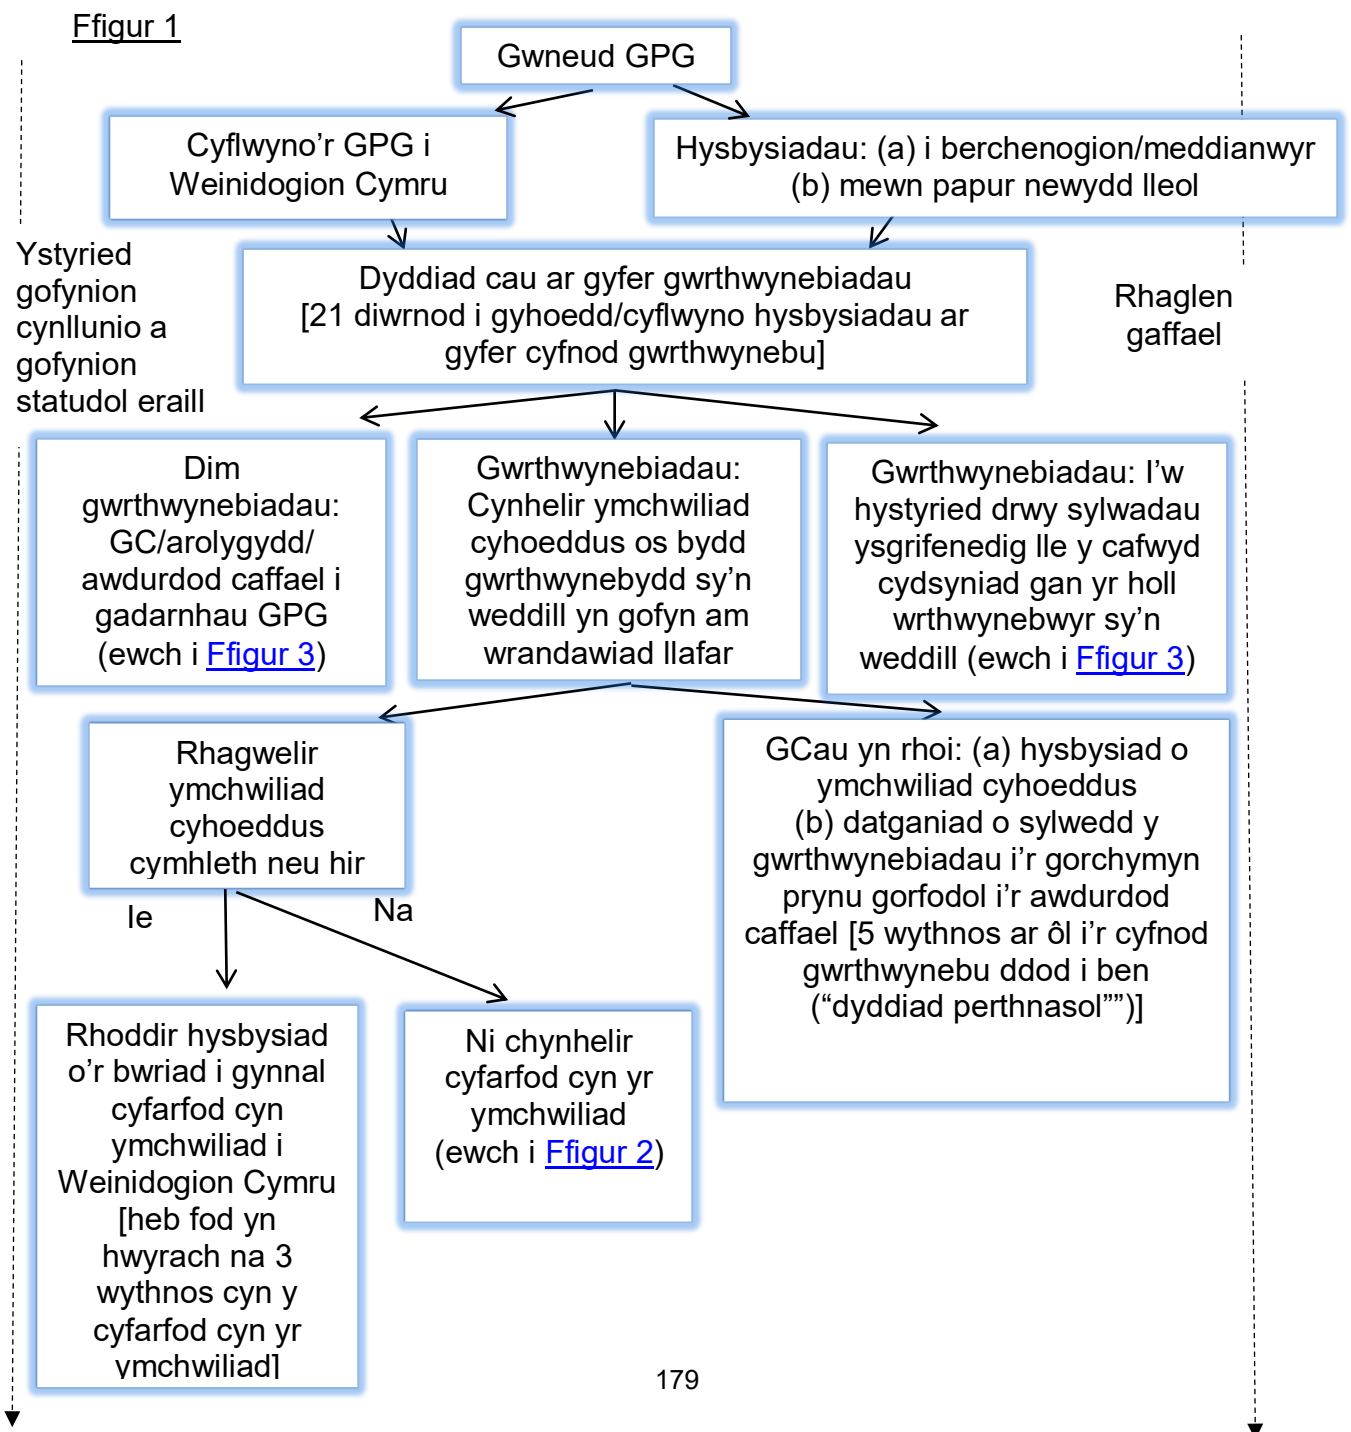 Ffigur 1
Gwneud GPG
Cyflwyno'r GPG i
Weinidogion Cymru
Hysbysiadau: (a) i berchenogion/meddianwyr
(b) mewn papur newydd lleol
Ystyried
gofynion
cynllunio a
gofynion
statudol eraill
Dyddiad cau ar gyfer gwrthwynebiadau
[21 diwrnod i gyhoedd/cyflwyno hysbysiadau ar
gyfer cyfnod gwrthwynebu]
Rhaglen
gaffael
Dim
gwrthwynebiadau:
GC/arolygydd/
awdurdod caffael i
gadarnhau GPG
(ewch i Ffigur 3)
Gwrthwynebiadau:
Cynhelir ymchwiliad
cyhoeddus os bydd
gwrthwynebydd sy'n
weddill yn gofyn am
wrandawiad llafar
Gwrthwynebiadau: I'w
hystyried drwy sylwadau
ysgrifenedig lle y cafwyd
cydsyniad gan yr holl
wrthwynebwyr sy'n
weddill (ewch i Ffigur 3)
Rhagwelir
ymchwiliad
cyhoeddus
cymhleth neu hir
GCau yn rhoi: (a) hysbysiad o
ymchwiliad cyhoeddus
(b) datganiad o sylwedd y
gwrthwynebiadau i'r gorchymyn
prynu gorfodol i'r awdurdod
caffael [5 wythnos ar ôl i'r cyfnod
gwrthwynebu ddod i ben
(“dyddiad perthnasol””)]
Ie
Na
Rhoddir hysbysiad
o'r bwriad i gynnal
cyfarfod cyn
ymchwiliad i
Weinidogion Cymru
[heb fod yn
hwyrach na 3
wythnos cyn y
cyfarfod cyn yr
ymchwiliad]
Ni chynhelir
cyfarfod cyn yr
ymchwiliad
(ewch i Ffigur 2)
179